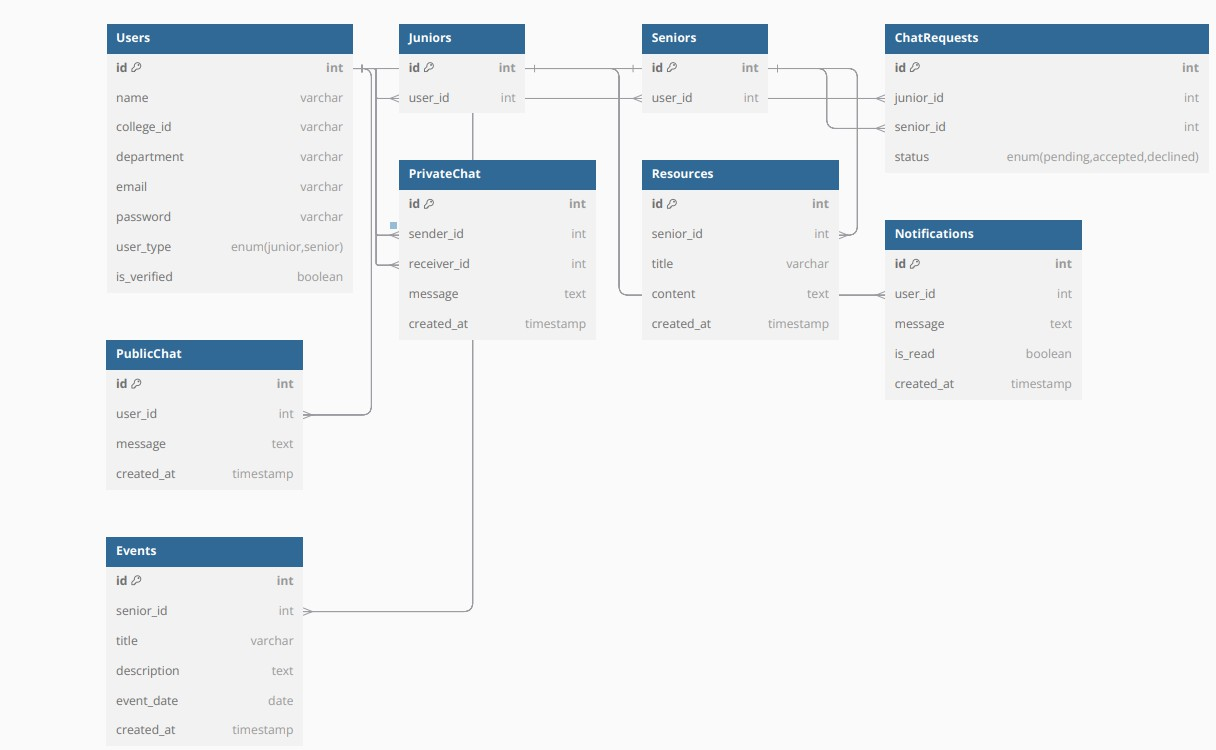 Users
id int
name varchar
college_id varchar
department varchar
email varchar
password varchar
user_type enum(junior,senior)
is_verified boolean
Juniors
id int
user_id int
Seniors
id int
user_id int
ChatRequests
id int
junior_id int
senior_id int
status enum(pending,accepted,declined)
PrivateChat
id int
sender_id int
receiver_id int
message text
created_at timestamp
Resources
id int
senior_id int
title varchar
content text
created_at timestamp
Notifications
id int
user_id int
message text
is_read boolean
created_at timestamp
PublicChat
id int
user_id int
message text
created_at timestamp
Events
id int
senior_id int
title varchar
description text
event_date date
created_at timestamp